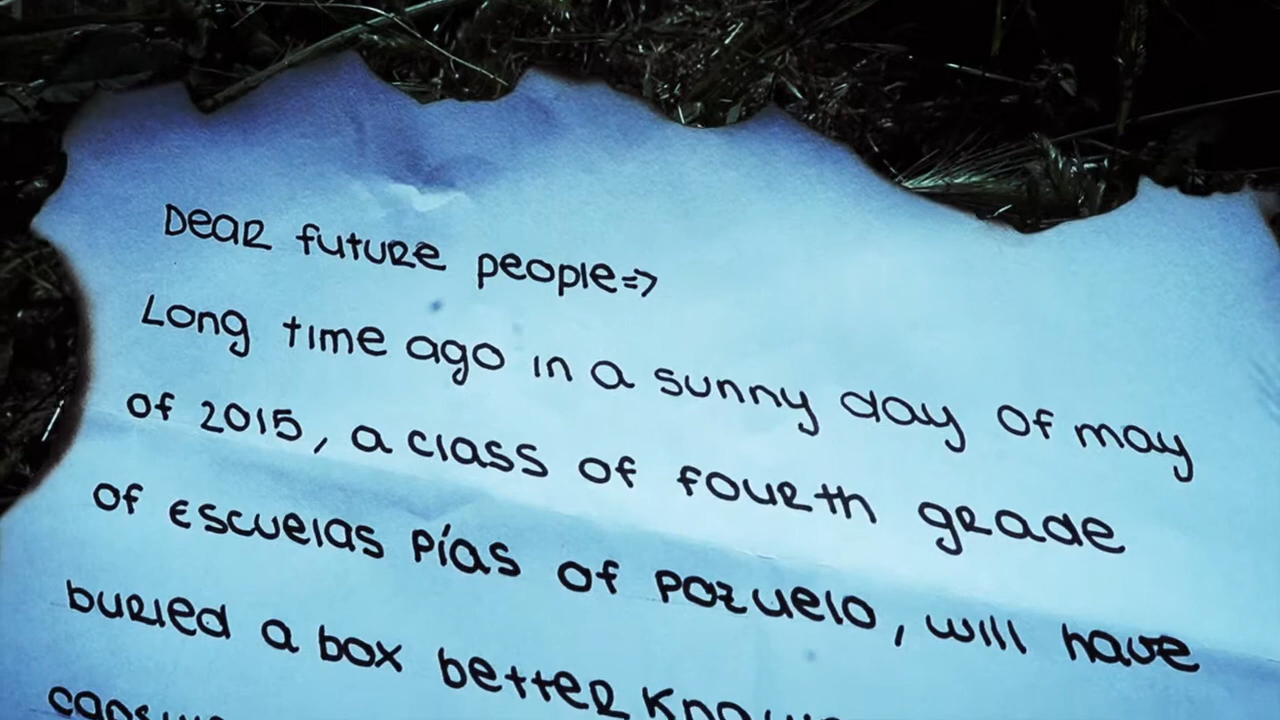 Dear future people=>
Long time ago in a sunny day of may
of 2015, a class of fourth grade
of Escuelas Pías of Pozuelo, will have
buried a box better